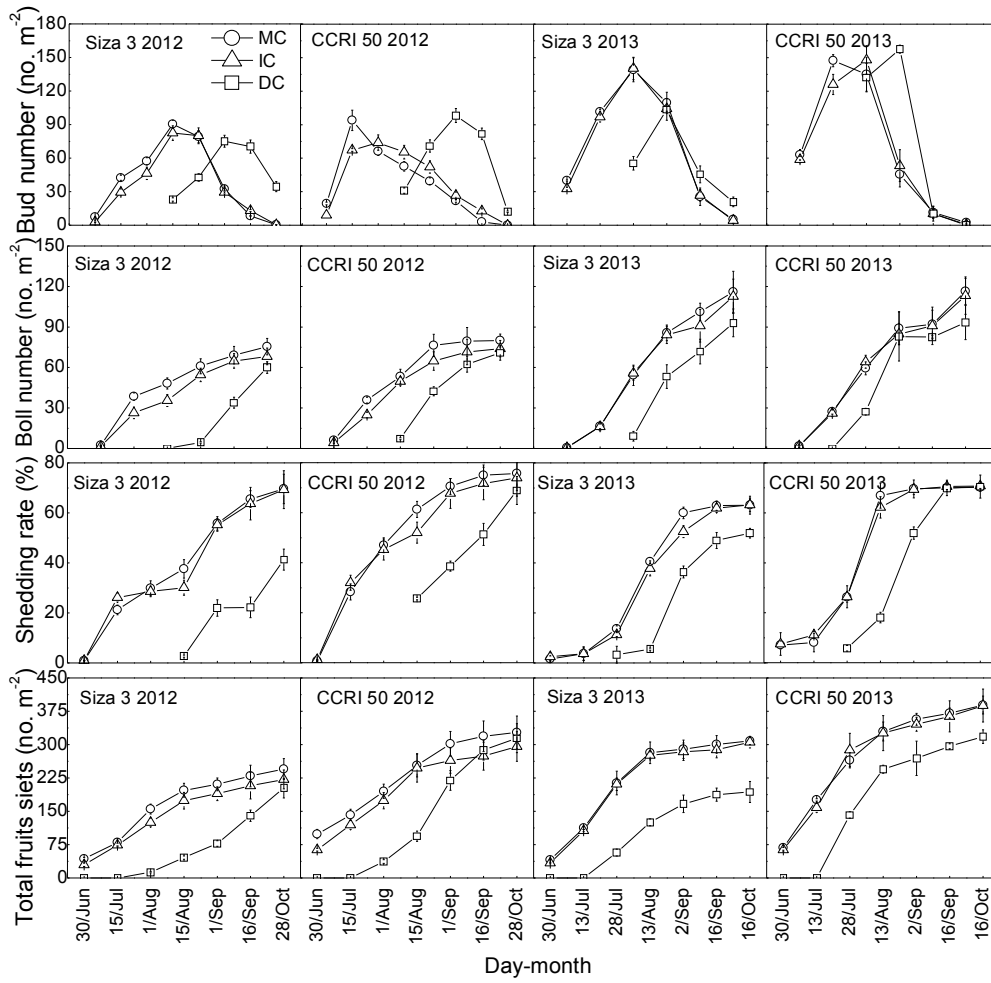 Bud number (no. m-2)
180
150
120
90
60
30
0
Siza 3 2012
MC
IC
DC
CCRI 50 2012
Siza 3 2013
CCRI 50 2013
Boll number (no. m-2)
150
120
90
60
30
0
Siza 3 2012
CCRI 50 2012
Siza 3 2013
CCRI 50 2013
Shedding rate (%)
80
60
40
20
0
Siza 3 2012
CCRI 50 2012
Siza 3 2013
CCRI 50 2013
Total fruits siets (no. m-2)
450
375
300
225
150
75
0
Siza 3 2012
CCRI 50 2012
Siza 3 2013
CCRI 50 2013
30/Jun
15/Jul
1/Aug
15/Aug
1/Sep
16/Sep
28/Oct
30/Jun
15/Jul
1/Aug
15/Aug
1/Sep
16/Sep
28/Oct
30/Jun
13/Jul
28/Jul
13/Aug
2/Sep
16/Sep
16/Oct
30/Jun
13/Jul
28/Jul
13/Aug
2/Sep
16/Sep
16/Oct
Day-month